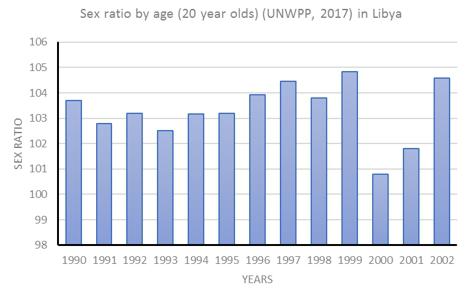 Sex ratio by age (20 year olds) (UNWPP, 2017) in Libya
106
105
104
103
102
101
100
99
98
SEX RATIO
1990 1991 1992 1993 1994 1995 1996 1997 1998 1999 2000 2001 2002
YEARS